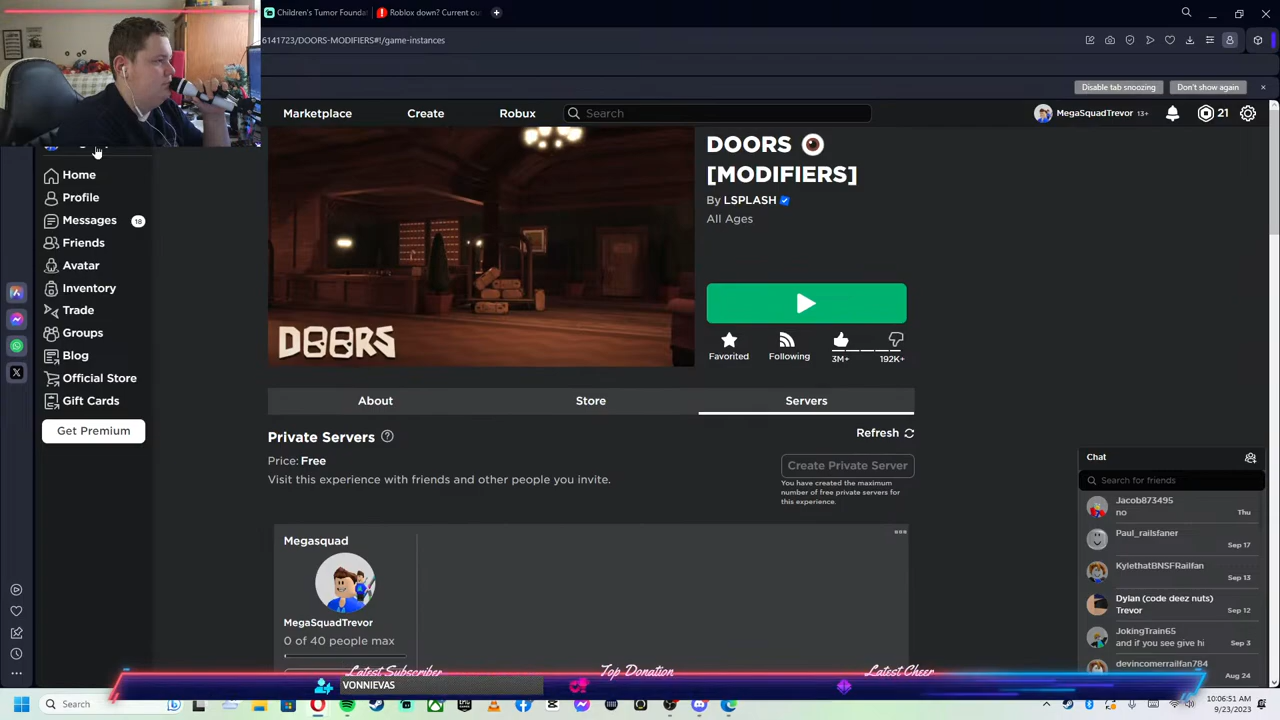 Children's Tumor Founda
Roblox down? Current ou
6141723/DOORS-MODIFIERS#!/game-instances
Disable tab snoozing
Don't show again
Marketplace
Create
Robux
Search
MegaSquadTrevor 13+
21
Home
Profile
Messages 18
Friends
Avatar
Inventory
Trade
Groups
Blog
Official Store
Gift Cards
Get Premium
DOORS
DOORS
[MODIFIERS]
By LSPLASH
All Ages
Favorited
Following
3M+
192K+
About
Store
Servers
Private Servers
Refresh
Price: Free
Visit this experience with friends and other people you invite.
Create Private Server
You have created the maximum
number of free private servers for
this experience.
Megasquad
MegaSquadTrevor
0 of 40 people max
Chat
Search for friends
Jacob873495
no Thu
Paul_railsfaner
Sep 17
KylethatBNSFRailfan
Sep 13
Dylan (code deez nuts)
Trevor Sep 12
JokingTrain65
and if you see give hi Sep 3
devincomerrailfan784
Aug 24
Latest Subscriber
Top Donation
Latest Cheer
VONNIEVAS
Search
10:06:51 AM
9/23/2023